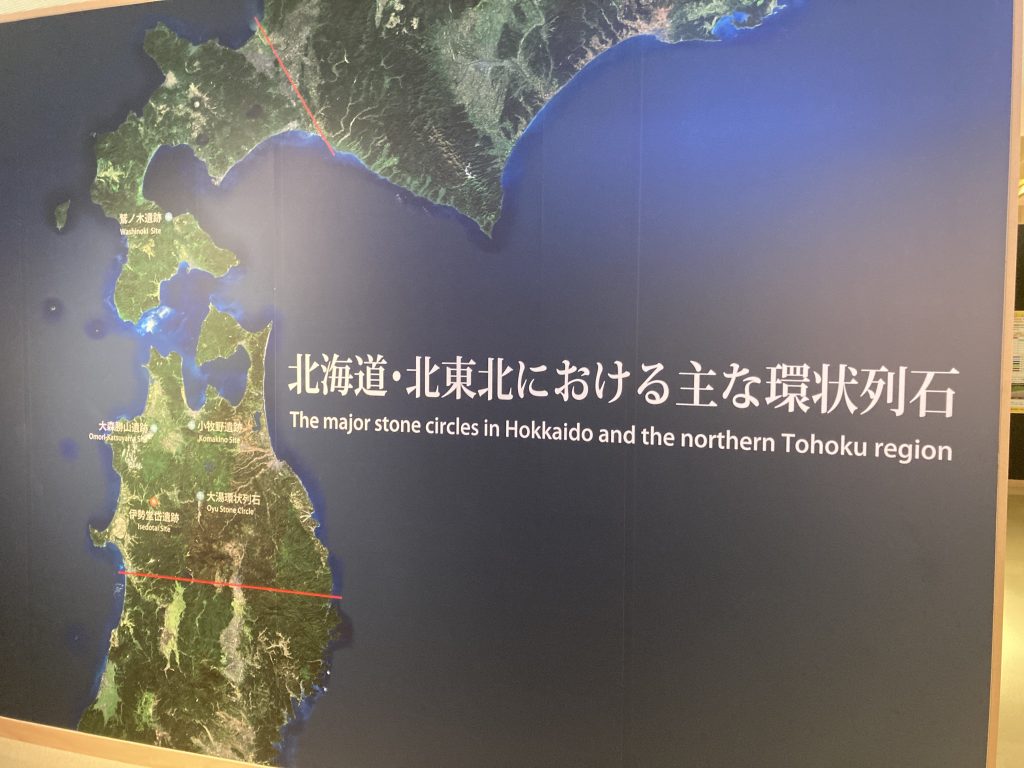 鷲ノ木遺跡
Washinoki Site
北海道・北東北における主な環状列石
The major stone circles in Hokkaido and the northern Tohoku region
大森勝山遺跡
Omori Katsuyama Site
小牧野遺跡
Komakino Site
大湯環状列石
Oyu Stone Circle
伊勢堂岱遺跡
Isedotai Site